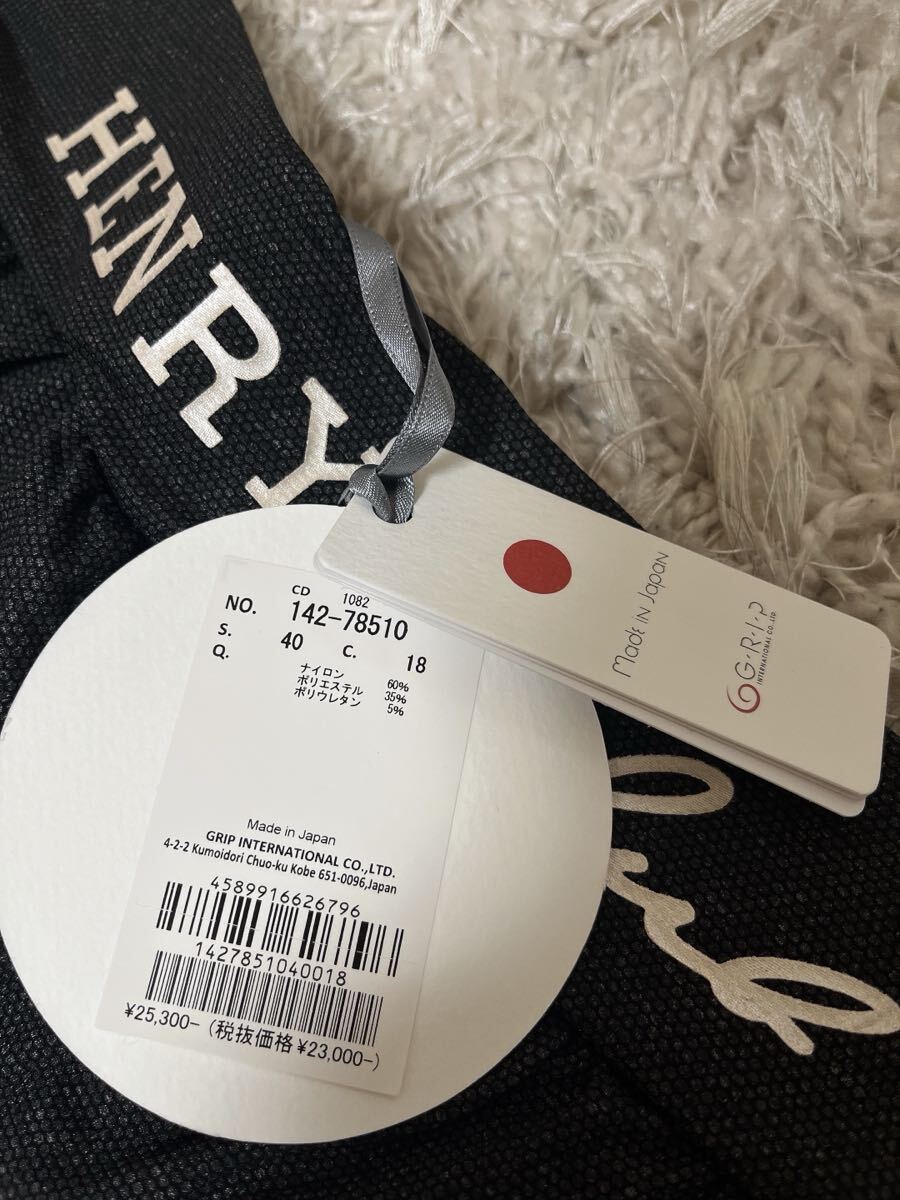 HENRY
CD 1082
NO. 142-78510
S. 40 C. 18
Q.
ナイロン 60%
ポリエステル 35%
ポリウレタン 5%
Made in Japan
GRIP INTERNATIONAL CO.,LTD.
4-2-2 Kumoidori Chuo-ku Kobe 651-0096,Japan
4589916626796
1427851040018
¥25,300-(税抜価格¥23,000-)
Made in Japan
G·R·I·P
INTERNATIONAL CO.,LTD.